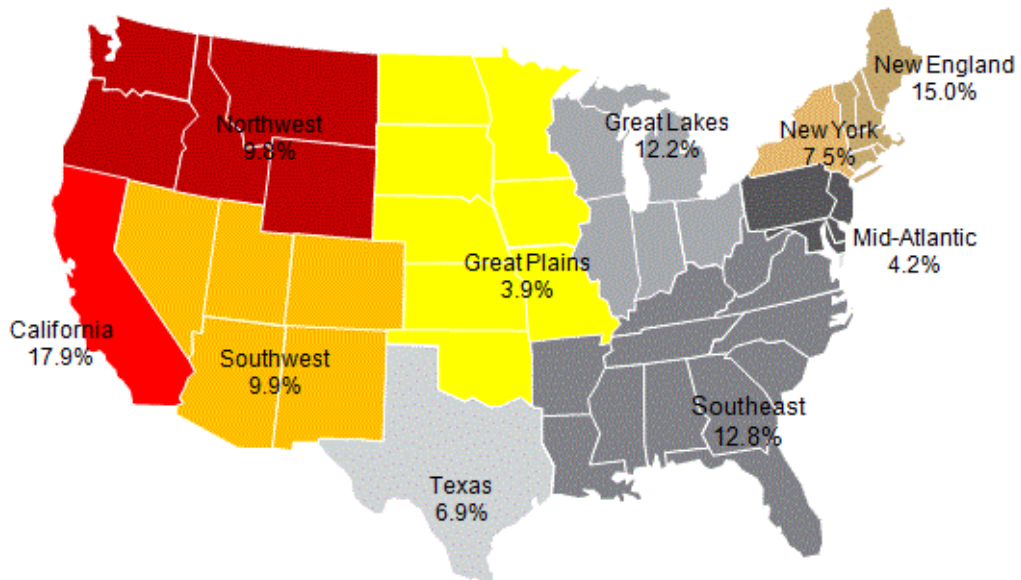 New England
15.0%
Northwest
9.8%
Great Lakes
12.2%
New York
7.5%
Mid-Atlantic
4.2%
Great Plains
3.9%
California
17.9%
Southwest
9.9%
Southeast
12.8%
Texas
6.9%